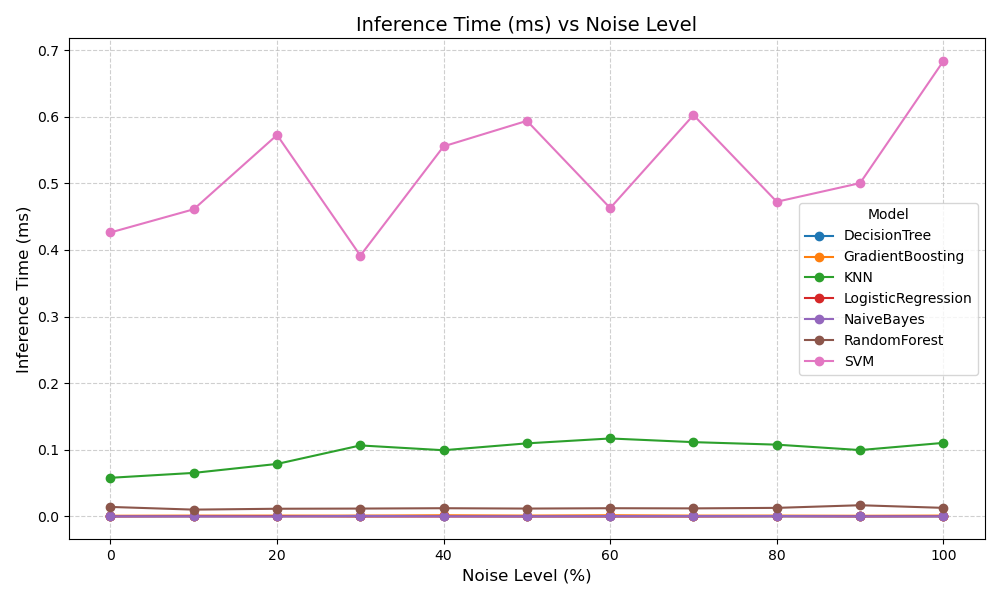 Inference Time (ms) vs Noise Level
Inference Time (ms)
0.7
0.6
0.5
0.4
0.3
0.2
0.1
0.0
0
20
40
60
80
100
Noise Level (%)
Model
DecisionTree
GradientBoosting
KNN
LogisticRegression
NaiveBayes
RandomForest
SVM